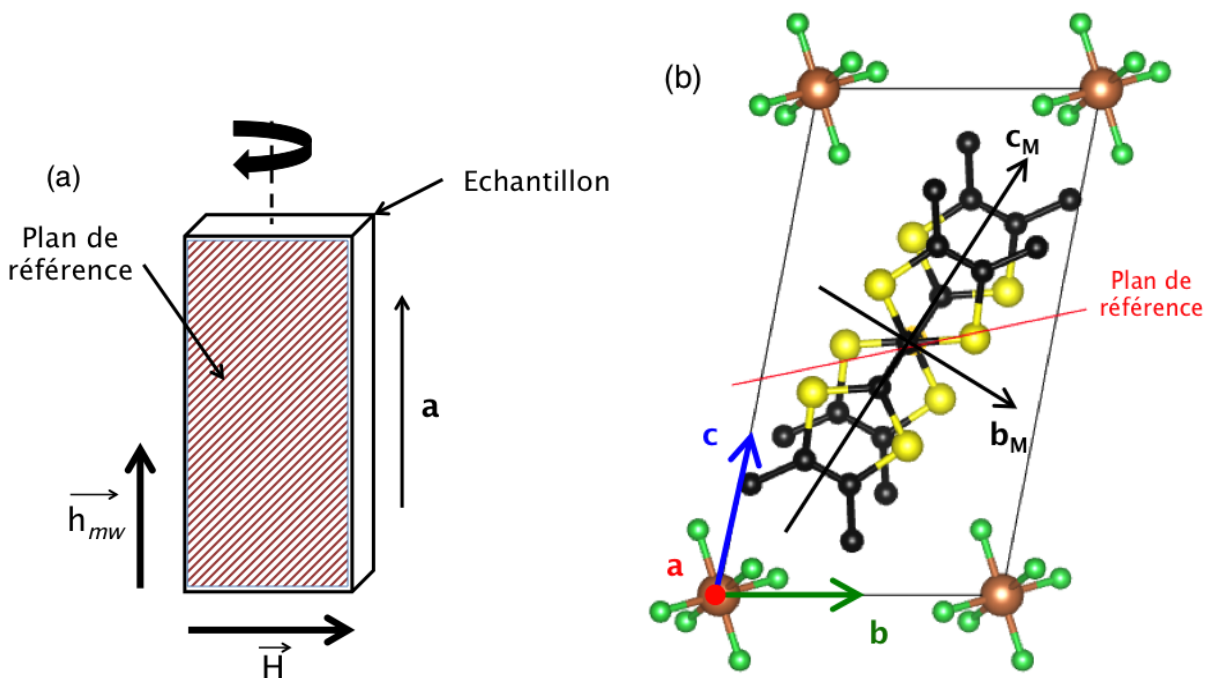 (a)
Echantillon
Plan de
référence
a
h mw
H
(b)
c M
Plan de
référence
b M
c
a
b